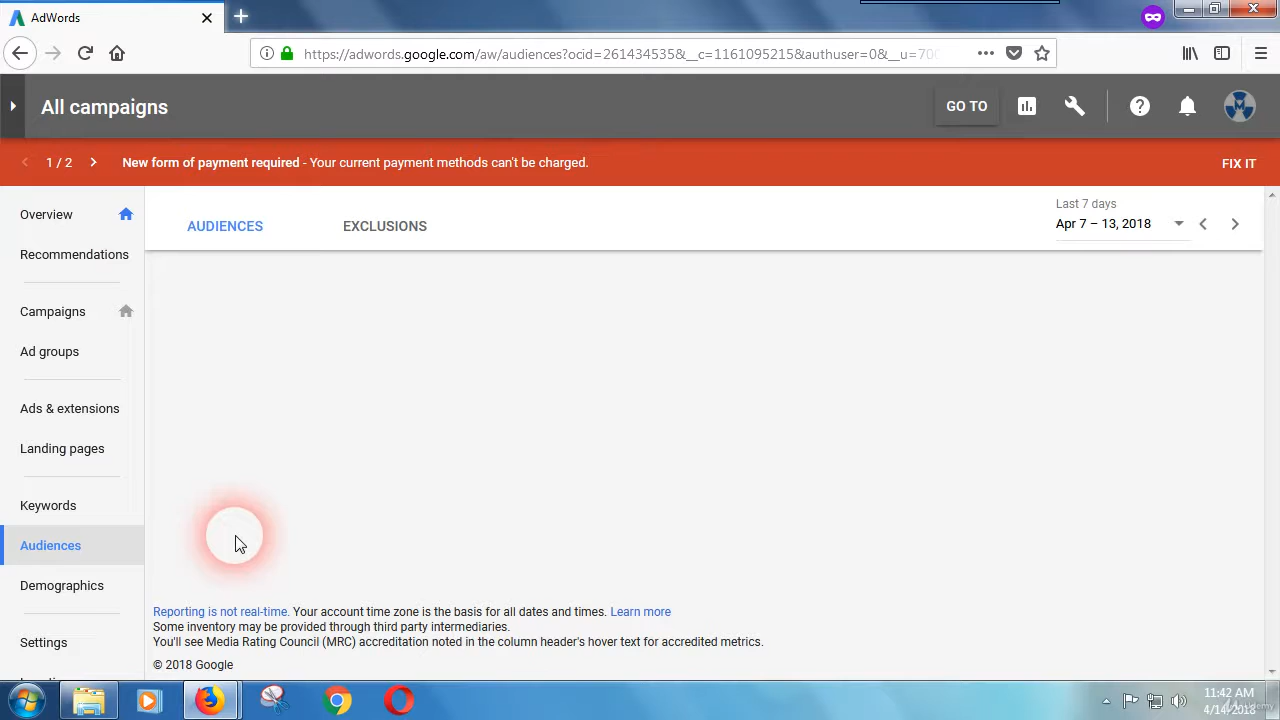 AdWords
https://adwords.google.com/aw/audiences?ocid=261434535&__c=1161095215&authuser=0&__u=700
All campaigns
GO TO
1 / 2
New form of payment required - Your current payment methods can't be charged.
FIX IT
Overview
Recommendations
Campaigns
Ad groups
Ads & extensions
Landing pages
Keywords
Audiences
Demographics
Settings
AUDIENCES
EXCLUSIONS
Last 7 days
Apr 7 – 13, 2018
Reporting is not real-time. Your account time zone is the basis for all dates and times. Learn more
Some inventory may be provided through third party intermediaries.
You'll see Media Rating Council (MRC) accreditation noted in the column header's hover text for accredited metrics.
© 2018 Google
11:42 AM
4/14/2018
Udemy